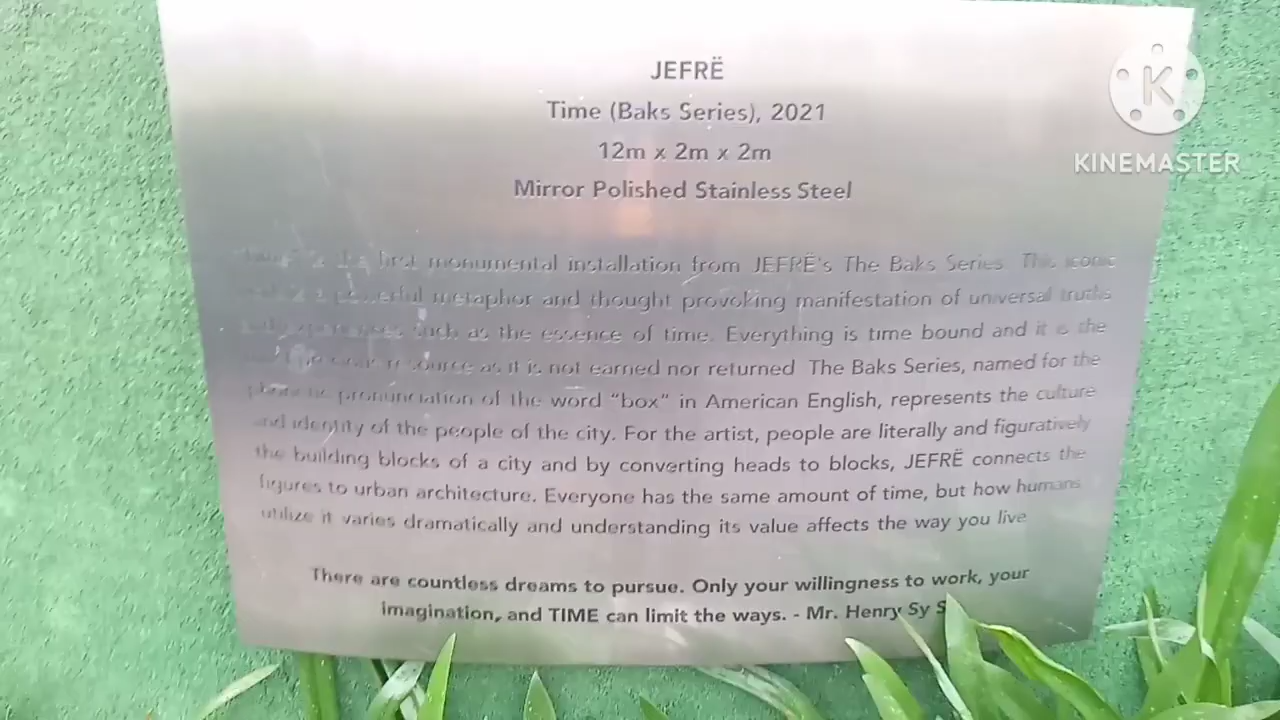 JEFRË
Time (Baks Series), 2021
12m x 2m x 2m
Mirror Polished Stainless Steel
the first monumental installation from JEFRË's The Baks Series. This iconic
a powerful metaphor and thought provoking manifestation of universal truths
such as the essence of time. Everything is time bound and it is the
resource as it is not earned nor returned The Baks Series, named for the
phonetic pronunciation of the word "box" in American English, represents the culture
and identity of the people of the city. For the artist, people are literally and figuratively
the building blocks of a city and by converting heads to blocks, JEFRË connects the
figures to urban architecture. Everyone has the same amount of time, but how humans
utilize it varies dramatically and understanding its value affects the way you live
There are countless dreams to pursue. Only your willingness to work, your
imagination, and TIME can limit the ways. - Mr. Henry Sy
KINEMASTER